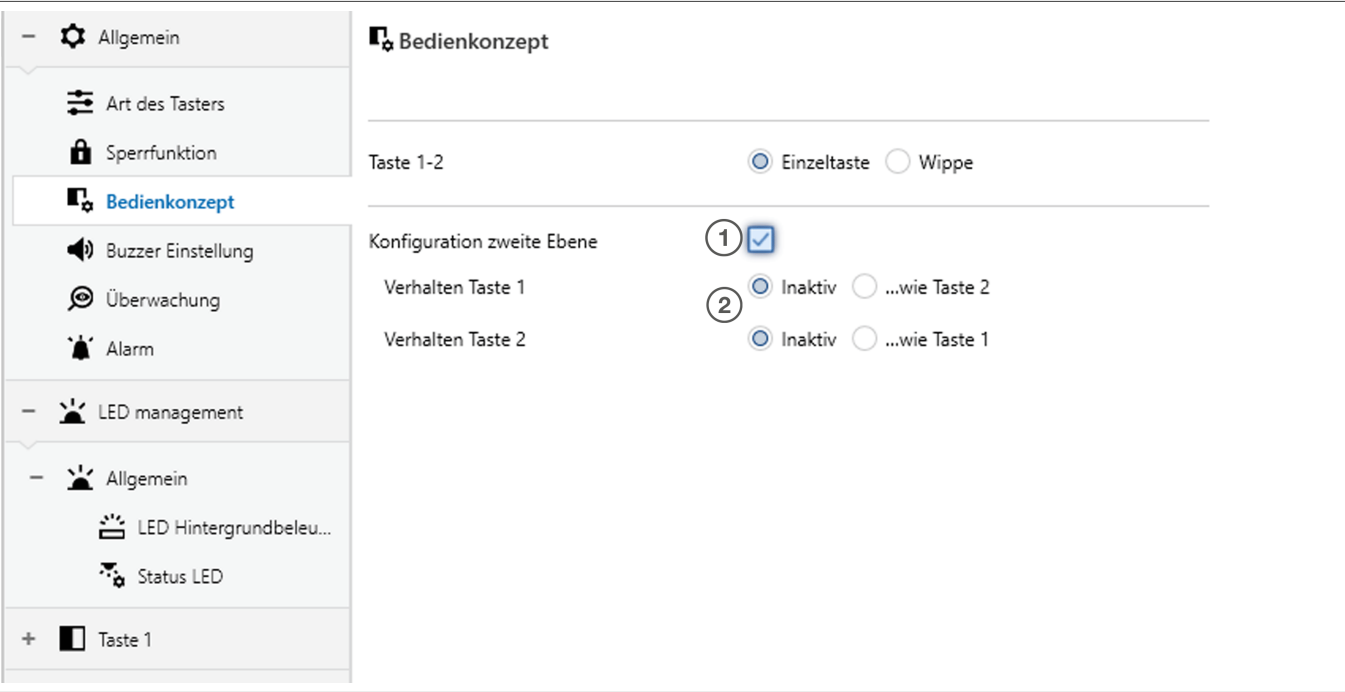 Allgemein
Art des Tasters
Sperrfunktion
Bedienkonzept
Buzzer Einstellung
Überwachung
Alarm
LED management
Allgemein
LED Hintergrundbeleu...
Status LED
Taste 1
Bedienkonzept
Taste 1-2 Einzeltaste Wippe
Konfiguration zweite Ebene 1
Verhalten Taste 1 Inaktiv ...wie Taste 2
2
Verhalten Taste 2 Inaktiv ...wie Taste 1